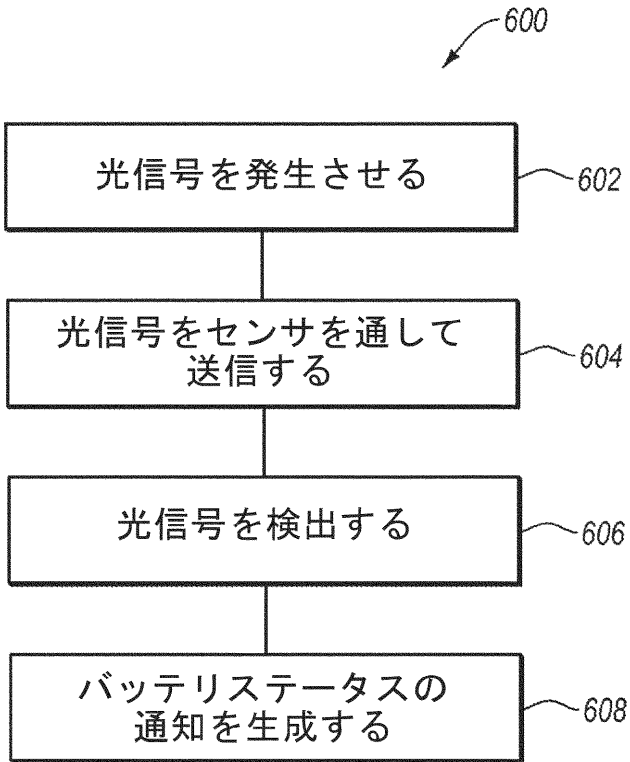 600
光信号を発生させる
602
光信号をセンサを通して
送信する
604
光信号を検出する
606
バッテリステータスの
通知を生成する
608